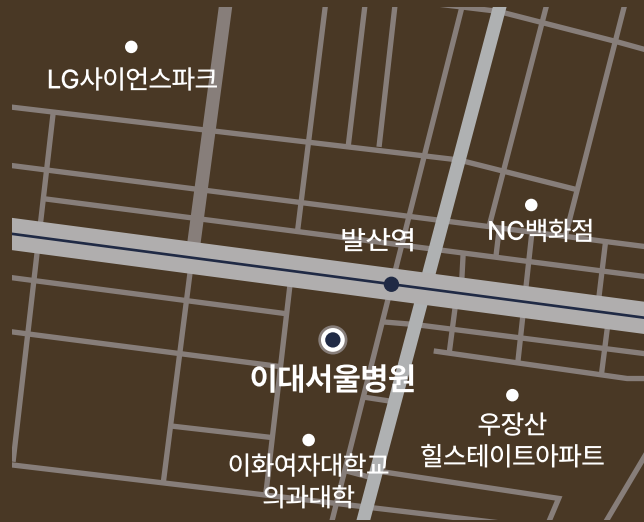 LG사이언스파크
발산역
NC백화점
이대서울병원
우장산
힐스테이트아파트
이화여자대학교
의과대학